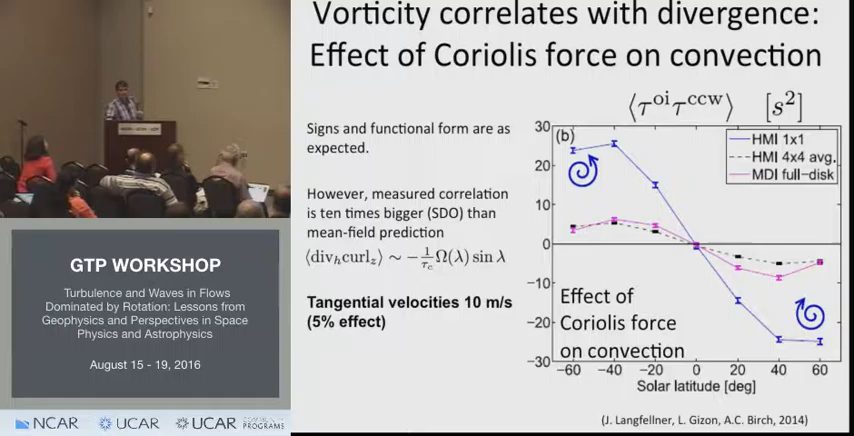 Vorticity correlates with divergence:
Effect of Coriolis force on convection
Signs and functional form are as
expected.
However, measured correlation
is ten times bigger (SDO) than
mean-field prediction
⟨div_h curl_z⟩ ∼ −1/τ_c Ω(λ) sin λ
Tangential velocities 10 m/s
(5% effect)
⟨τ^oi τ^ccw⟩ [s²]
(b)
HMI 1x1
HMI 4x4 avg.
MDI full-disk
30
20
10
0
−10
−20
−30
Effect of
Coriolis force
on convection
−60 −40 −20 0 20 40 60
Solar latitude [deg]
(J. Langfellner, L. Gizon, A.C. Birch, 2014)
GTP WORKSHOP
Turbulence and Waves in Flows
Dominated by Rotation: Lessons from
Geophysics and Perspectives in Space
Physics and Astrophysics
August 15 - 19, 2016
NCAR UCAR UCAR COMMUNITY
PROGRAMS